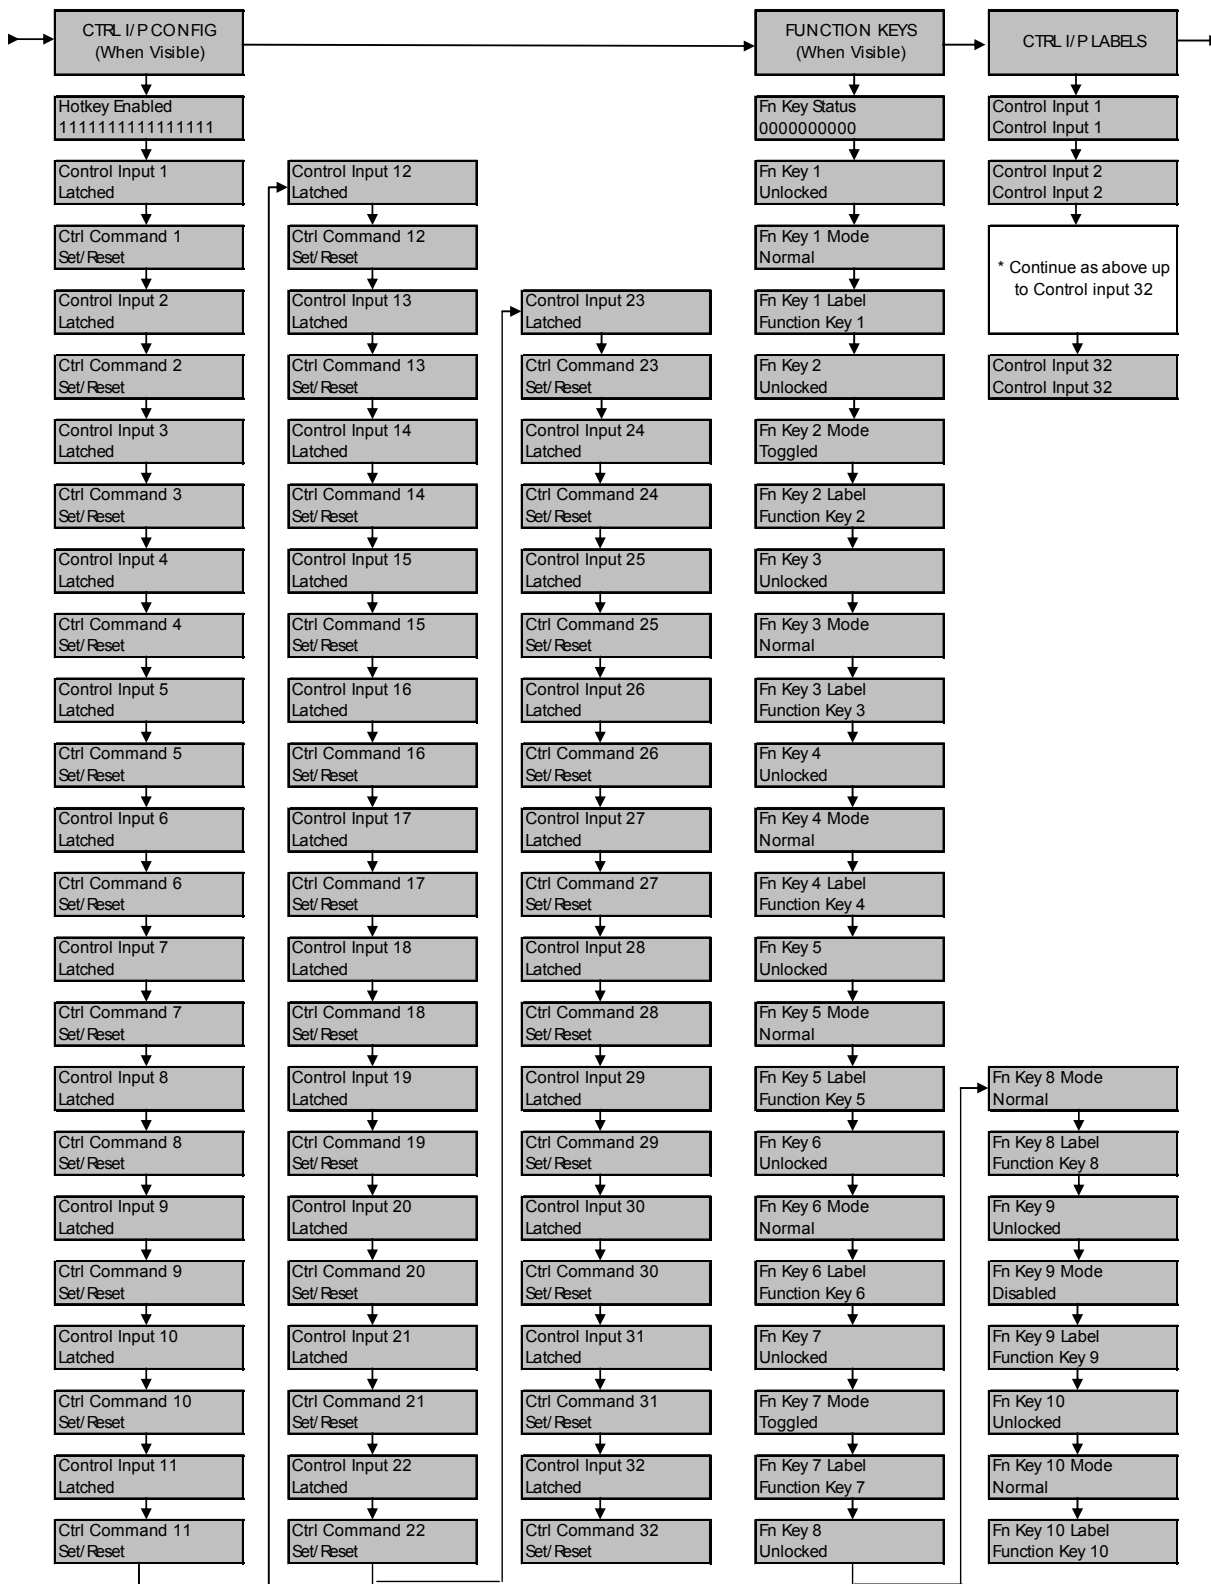 CTRL I/P CONFIG
(When Visible)
Hotkey Enabled
1111111111111111
Control Input 1
Latched
Ctrl Command 1
Set/Reset
Control Input 2
Latched
Ctrl Command 2
Set/Reset
Control Input 3
Latched
Ctrl Command 3
Set/Reset
Control Input 4
Latched
Ctrl Command 4
Set/Reset
Control Input 5
Latched
Ctrl Command 5
Set/Reset
Control Input 6
Latched
Ctrl Command 6
Set/Reset
Control Input 7
Latched
Ctrl Command 7
Set/Reset
Control Input 8
Latched
Ctrl Command 8
Set/Reset
Control Input 9
Latched
Ctrl Command 9
Set/Reset
Control Input 10
Latched
Ctrl Command 10
Set/Reset
Control Input 11
Latched
Ctrl Command 11
Set/Reset
Control Input 12
Latched
Ctrl Command 12
Set/Reset
Control Input 13
Latched
Ctrl Command 13
Set/Reset
Control Input 14
Latched
Ctrl Command 14
Set/Reset
Control Input 15
Latched
Ctrl Command 15
Set/Reset
Control Input 16
Latched
Ctrl Command 16
Set/Reset
Control Input 17
Latched
Ctrl Command 17
Set/Reset
Control Input 18
Latched
Ctrl Command 18
Set/Reset
Control Input 19
Latched
Ctrl Command 19
Set/Reset
Control Input 20
Latched
Ctrl Command 20
Set/Reset
Control Input 21
Latched
Ctrl Command 21
Set/Reset
Control Input 22
Latched
Ctrl Command 22
Set/Reset
Control Input 23
Latched
Ctrl Command 23
Set/Reset
Control Input 24
Latched
Ctrl Command 24
Set/Reset
Control Input 25
Latched
Ctrl Command 25
Set/Reset
Control Input 26
Latched
Ctrl Command 26
Set/Reset
Control Input 27
Latched
Ctrl Command 27
Set/Reset
Control Input 28
Latched
Ctrl Command 28
Set/Reset
Control Input 29
Latched
Ctrl Command 29
Set/Reset
Control Input 30
Latched
Ctrl Command 30
Set/Reset
Control Input 31
Latched
Ctrl Command 31
Set/Reset
Control Input 32
Latched
Ctrl Command 32
Set/Reset
FUNCTION KEYS
(When Visible)
Fn Key Status
0000000000
Fn Key 1
Unlocked
Fn Key 1 Mode
Normal
Fn Key 1 Label
Function Key 1
Fn Key 2
Unlocked
Fn Key 2 Mode
Toggled
Fn Key 2 Label
Function Key 2
Fn Key 3
Unlocked
Fn Key 3 Mode
Normal
Fn Key 3 Label
Function Key 3
Fn Key 4
Unlocked
Fn Key 4 Mode
Normal
Fn Key 4 Label
Function Key 4
Fn Key 5
Unlocked
Fn Key 5 Mode
Normal
Fn Key 5 Label
Function Key 5
Fn Key 6
Unlocked
Fn Key 6 Mode
Normal
Fn Key 6 Label
Function Key 6
Fn Key 7
Unlocked
Fn Key 7 Mode
Toggled
Fn Key 7 Label
Function Key 7
Fn Key 8
Unlocked
Fn Key 8 Mode
Normal
Fn Key 8 Label
Function Key 8
Fn Key 9
Unlocked
Fn Key 9 Mode
Disabled
Fn Key 9 Label
Function Key 9
Fn Key 10
Unlocked
Fn Key 10 Mode
Normal
Fn Key 10 Label
Function Key 10
CTRL I/P LABELS
Control Input 1
Control Input 1
Control Input 2
Control Input 2
* Continue as above up
to Control input 32
Control Input 32
Control Input 32